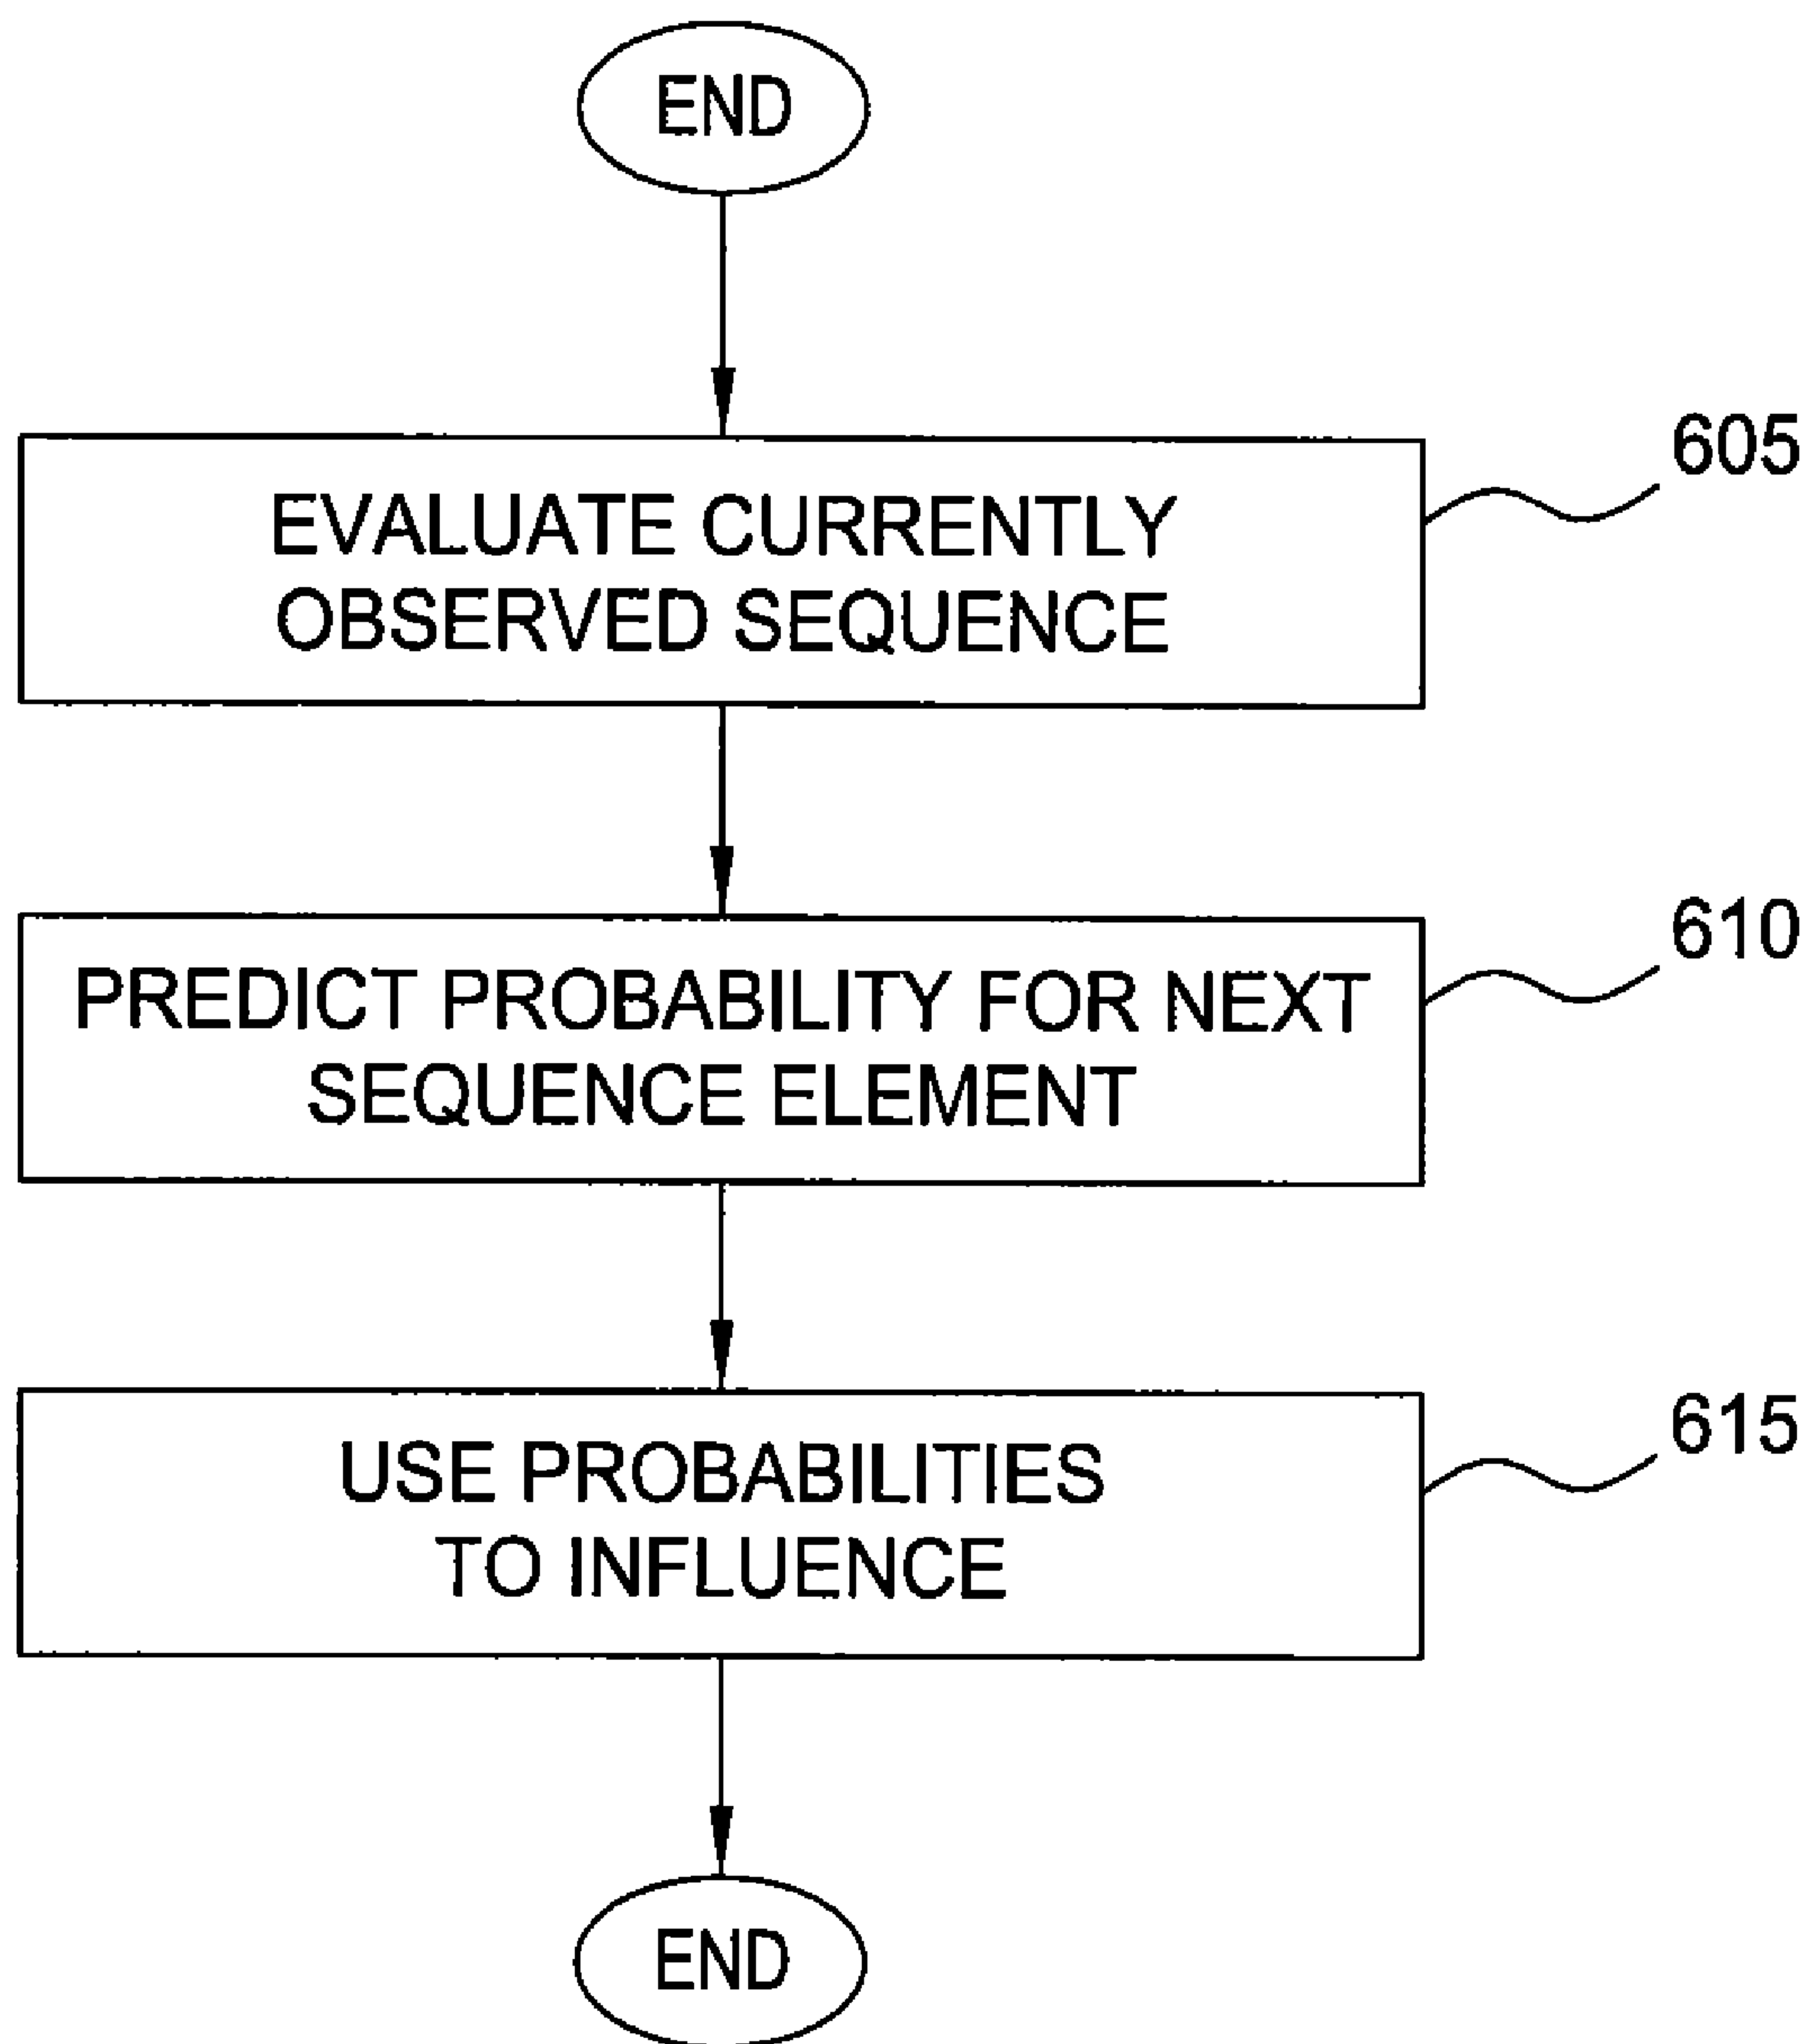 END
605
EVALUATE CURRENTLY
OBSERVED SEQUENCE
610
PREDICT PROBABILITY FOR NEXT
SEQUENCE ELEMENT
615
USE PROBABILITIES
TO INFLUENCE
END